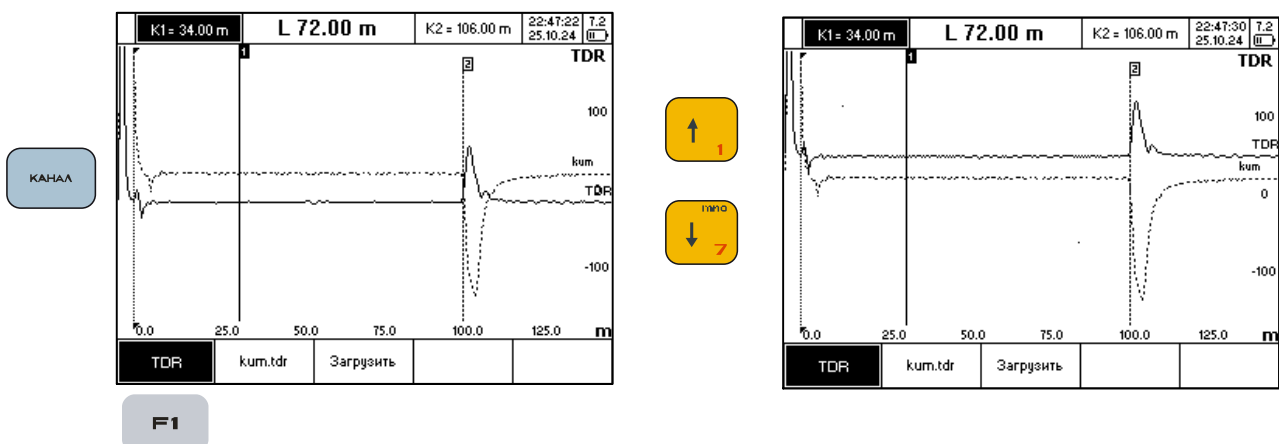 КАНАЛ
K1= 34.00 m
L 72.00 m
K2 = 106.00 m
22:47:22
25.10.24
7.2
TDR
1
2
100
kum
TDR
0
-100
0.0 25.0 50.0 75.0 100.0 125.0 m
TDR
kum.tdr
Загрузить
F1
1
mno
7
K1= 34.00 m
L 72.00 m
K2 = 106.00 m
22:47:30
25.10.24
7.2
TDR
1
2
100
TDR
kum
0
-100
0.0 25.0 50.0 75.0 100.0 125.0 m
TDR
kum.tdr
Загрузить